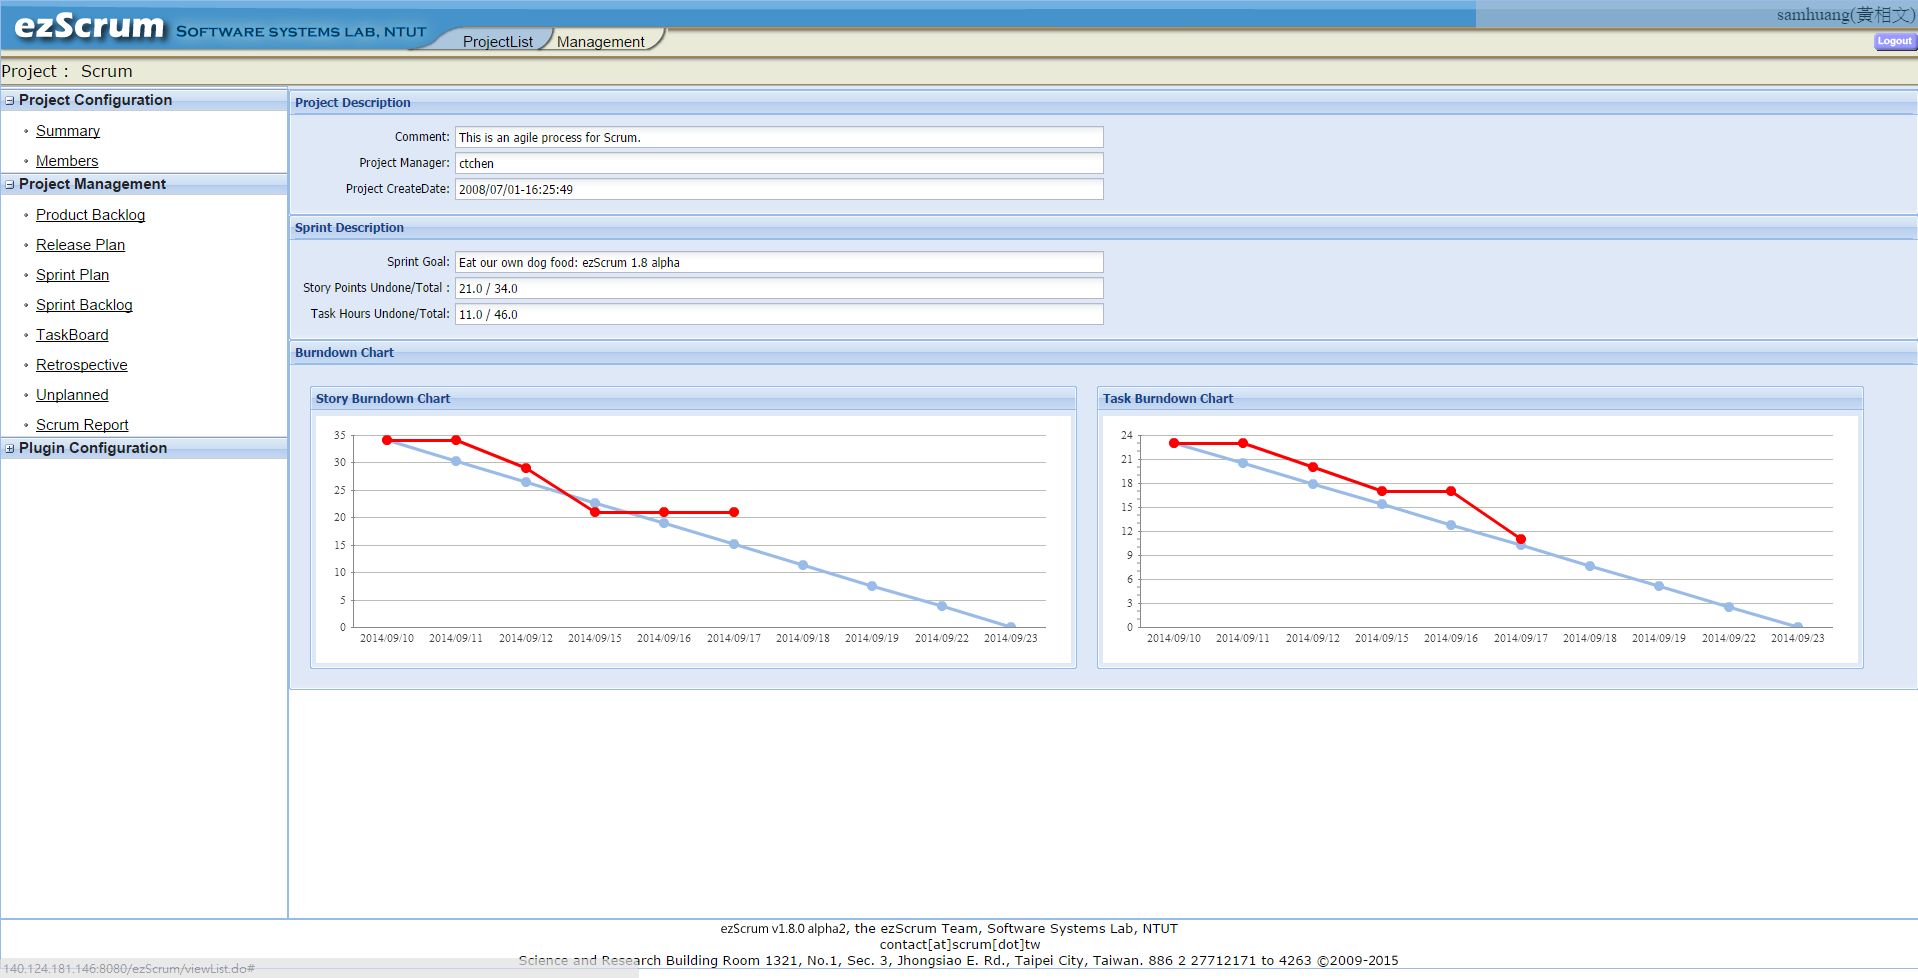 ezScrum SOFTWARE SYSTEMS LAB, NTUT
ProjectList Management
samhuang(黃相文)
Logout
Project : Scrum
Project Configuration
Summary
Members
Project Management
Product Backlog
Release Plan
Sprint Plan
Sprint Backlog
TaskBoard
Retrospective
Unplanned
Scrum Report
Plugin Configuration
Project Description
Comment: This is an agile process for Scrum.
Project Manager: ctchen
Project CreateDate: 2008/07/01-16:25:49
Sprint Description
Sprint Goal: Eat our own dog food: ezScrum 1.8 alpha
Story Points Undone/Total : 21.0 / 34.0
Task Hours Undone/Total: 11.0 / 46.0
Burndown Chart
Story Burndown Chart
35
30
25
20
15
10
5
0
2014/09/10 2014/09/11 2014/09/12 2014/09/15 2014/09/16 2014/09/17 2014/09/18 2014/09/19 2014/09/22 2014/09/23
Task Burndown Chart
24
21
18
15
12
9
6
3
0
2014/09/10 2014/09/11 2014/09/12 2014/09/15 2014/09/16 2014/09/17 2014/09/18 2014/09/19 2014/09/22 2014/09/23
ezScrum v1.8.0 alpha2, the ezScrum Team, Software Systems Lab, NTUT
contact[at]scrum[dot]tw
Science and Research Building Room 1321, No.1, Sec. 3, Jhongsiao E. Rd., Taipei City, Taiwan. 886 2 27712171 to 4263 ©2009-2015
140.124.181.146:8080/ezScrum/viewList.do#